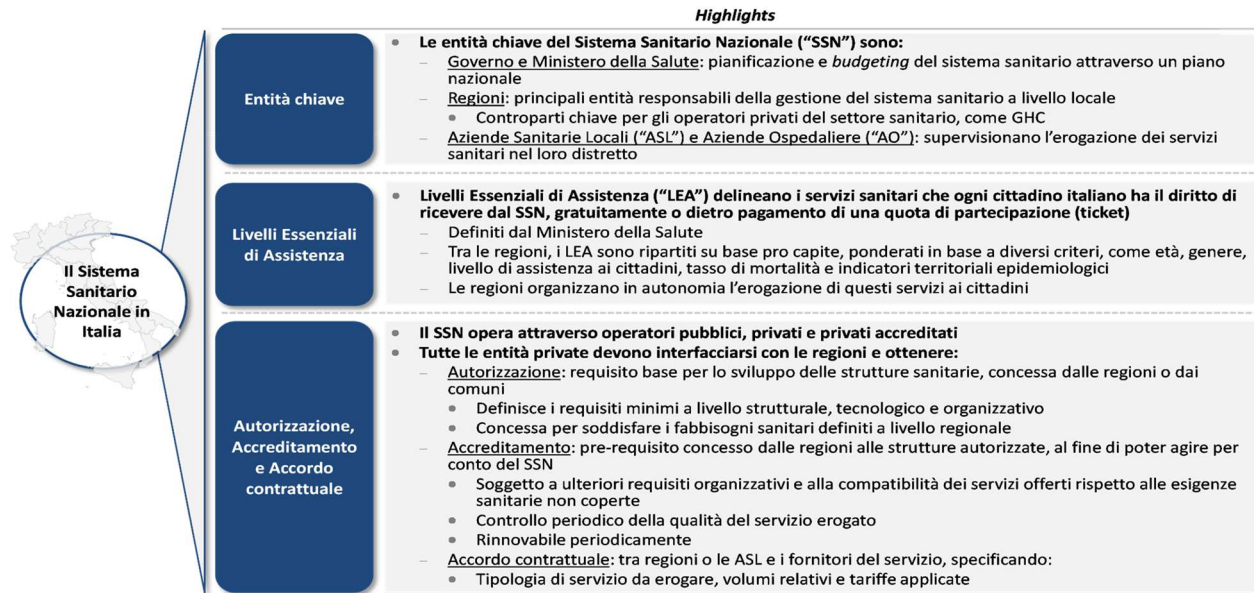 Highlights
Il Sistema
Sanitario
Nazionale in
Italia
Entità chiave
• Le entità chiave del Sistema Sanitario Nazionale (“SSN”) sono:
– Governo e Ministero della Salute: pianificazione e budgeting del sistema sanitario attraverso un piano
nazionale
– Regioni: principali entità responsabili della gestione del sistema sanitario a livello locale
• Controparti chiave per gli operatori privati del settore sanitario, come GHC
– Aziende Sanitarie Locali (“ASL”) e Aziende Ospedaliere (“AO”): supervisionano l’erogazione dei servizi
sanitari nel loro distretto
Livelli Essenziali
di Assistenza
• Livelli Essenziali di Assistenza (“LEA”) delineano i servizi sanitari che ogni cittadino italiano ha il diritto di
ricevere dal SSN, gratuitamente o dietro pagamento di una quota di partecipazione (ticket)
– Definiti dal Ministero della Salute
– Tra le regioni, i LEA sono ripartiti su base pro capite, ponderati in base a diversi criteri, come età, genere,
livello di assistenza ai cittadini, tasso di mortalità e indicatori territoriali epidemiologici
– Le regioni organizzano in autonomia l’erogazione di questi servizi ai cittadini
Autorizzazione,
Accreditamento
e Accordo
contrattuale
• Il SSN opera attraverso operatori pubblici, privati e privati accreditati
• Tutte le entità private devono interfacciarsi con le regioni e ottenere:
– Autorizzazione: requisito base per lo sviluppo delle strutture sanitarie, concessa dalle regioni o dai
comuni
• Definisce i requisiti minimi a livello strutturale, tecnologico e organizzativo
• Concessa per soddisfare i fabbisogni sanitari definiti a livello regionale
– Accreditamento: pre-requisito concesso dalle regioni alle strutture autorizzate, al fine di poter agire per
conto del SSN
• Soggetto a ulteriori requisiti organizzativi e alla compatibilità dei servizi offerti rispetto alle esigenze
sanitarie non coperte
• Controllo periodico della qualità del servizio erogato
• Rinnovabile periodicamente
– Accordo contrattuale: tra regioni o le ASL e i fornitori del servizio, specificando:
• Tipologia di servizio da erogare, volumi relativi e tariffe applicate